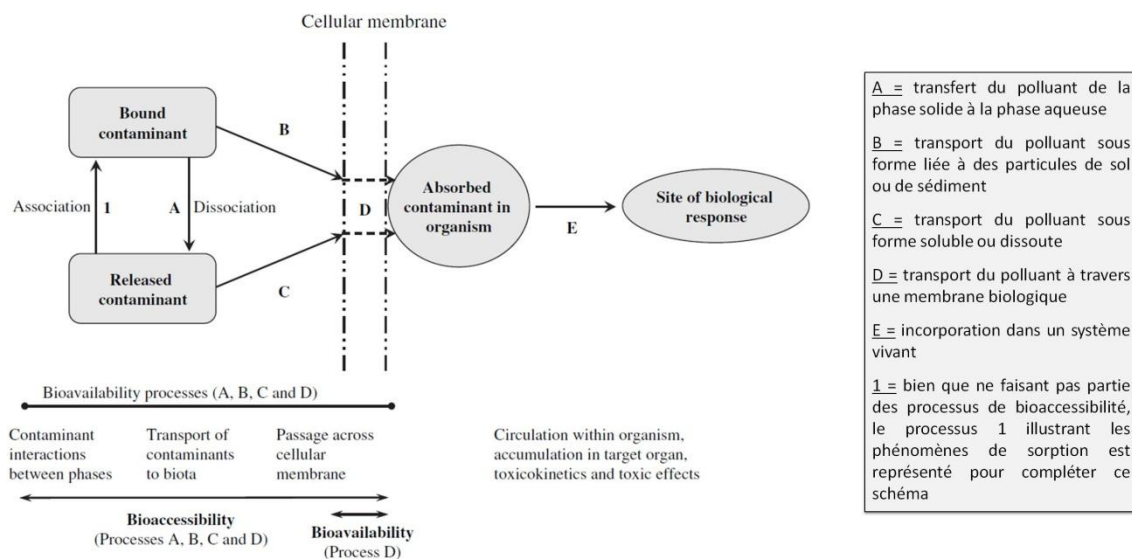 Cellular membrane
Bound
contaminant
B
Association
1
A
Dissociation
D
Absorbed
contaminant in
organism
E
Site of biological
response
Released
contaminant
C
Bioavailability processes (A, B, C and D)
Contaminant
interactions
between phases
Transport of
contaminants
to biota
Passage across
cellular
membrane
Circulation within organism,
accumulation in target organ,
toxicokinetics and toxic effects
Bioaccessibility
(Processes A, B, C and D)
Bioavailability
(Process D)
A = transfert du polluant de la
phase solide à la phase aqueuse
B = transport du polluant sous
forme liée à des particules de sol
ou de sédiment
C = transport du polluant sous
forme soluble ou dissoute
D = transport du polluant à travers
une membrane biologique
E = incorporation dans un système
vivant
1 = bien que ne faisant pas partie
des processus de bioaccessibilité,
le processus 1 illustrant les
phénomènes de sorption est
représenté pour compléter ce
schéma